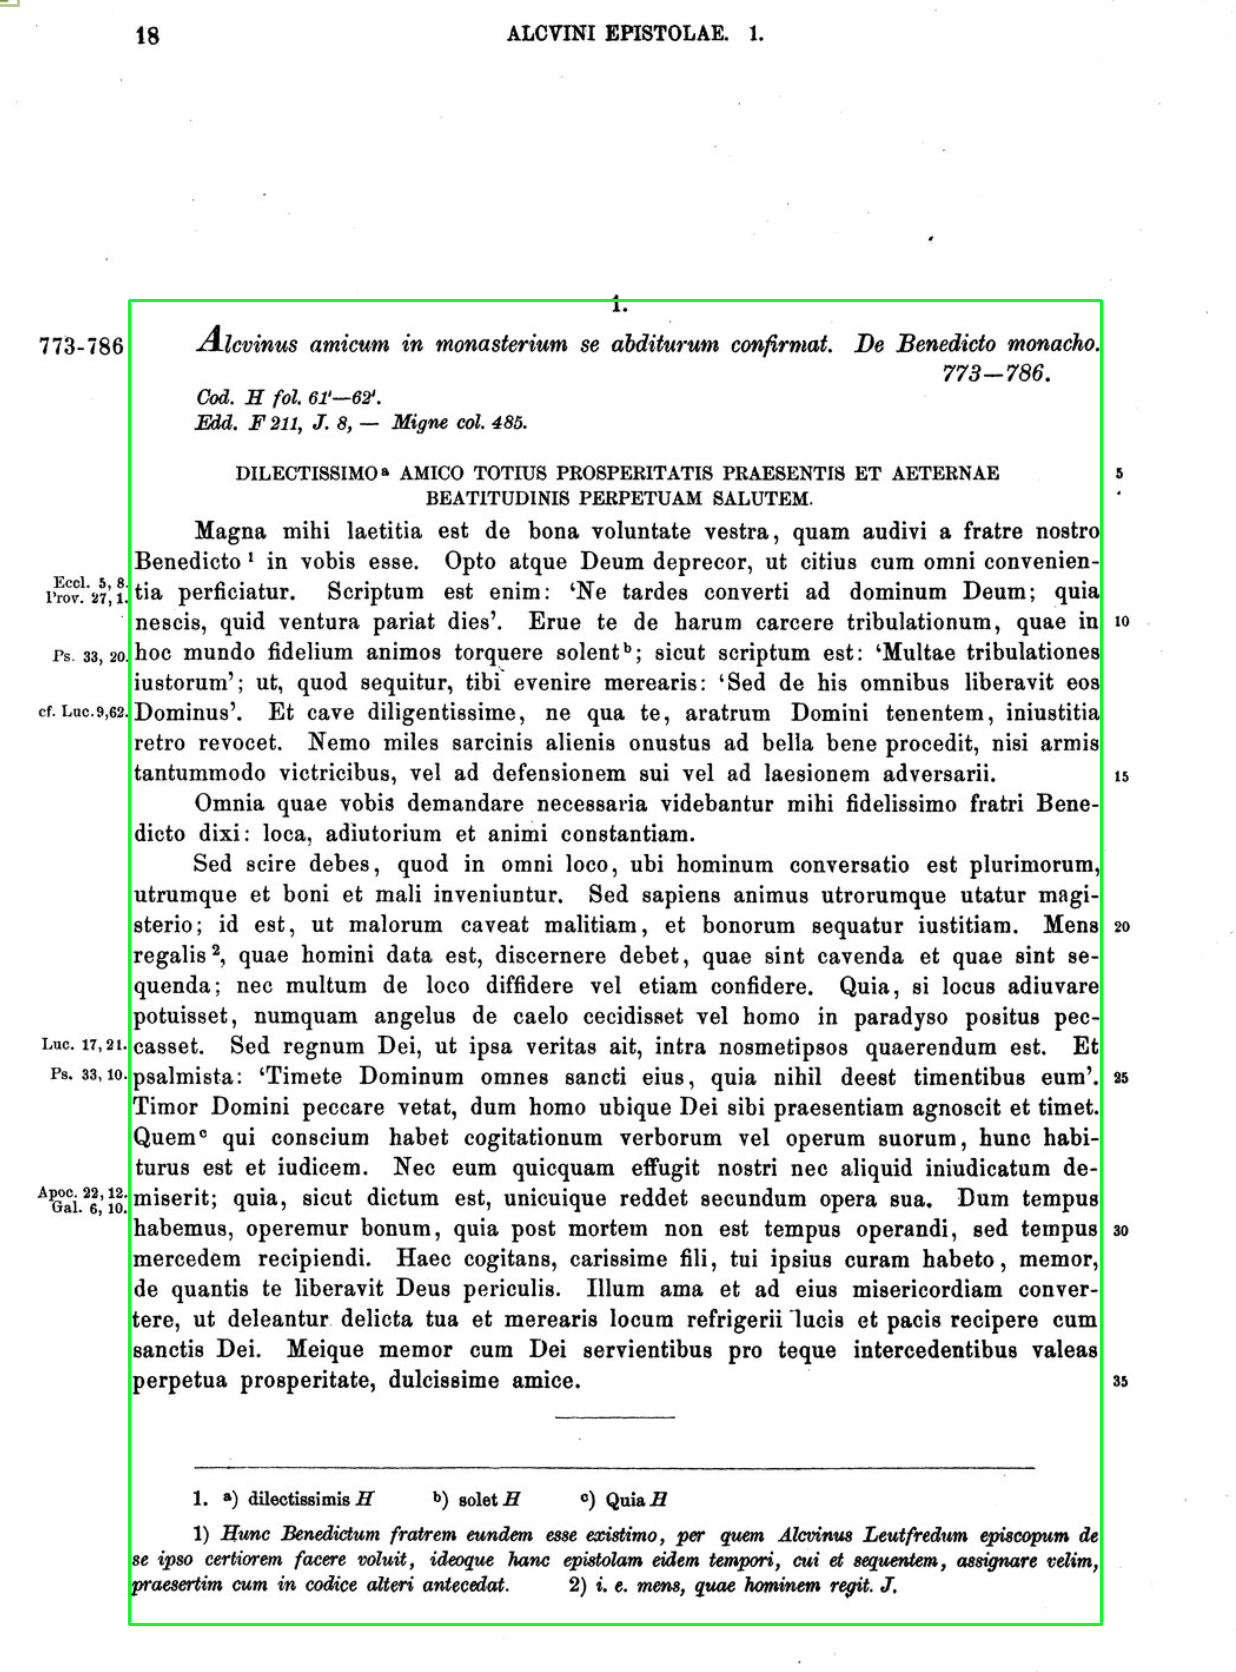 18
ALCVINI EPISTOLAE. 1.
1.
773-786
Alcvinus amicum in monasterium se abditurum confirmat. De Benedicto monacho.
773—786.
Cod. H fol. 61'—62'.
Edd. F 211, J. 8, — Migne col. 485.
DILECTISSIMO a AMICO TOTIUS PROSPERITATIS PRAESENTIS ET AETERNAE 5
BEATITUDINIS PERPETUAM SALUTEM.
Magna mihi laetitia est de bona voluntate vestra, quam audivi a fratre nostro
Benedicto 1 in vobis esse. Opto atque Deum deprecor, ut citius cum omni convenien-
Eccl. 5, 8.
Prov. 27, 1.
tia perficiatur. Scriptum est enim: ‘Ne tardes converti ad dominum Deum; quia
nescis, quid ventura pariat dies’. Erue te de harum carcere tribulationum, quae in 10
Ps. 33, 20.
hoc mundo fidelium animos torquere solent b; sicut scriptum est: ‘Multae tribulationes
iustorum’; ut, quod sequitur, tibi evenire merearis: ‘Sed de his omnibus liberavit eos
cf. Luc. 9,62.
Dominus’. Et cave diligentissime, ne qua te, aratrum Domini tenentem, iniustitia
retro revocet. Nemo miles sarcinis alienis onustus ad bella bene procedit, nisi armis
tantummodo victricibus, vel ad defensionem sui vel ad laesionem adversarii. 15
Omnia quae vobis demandare necessaria videbantur mihi fidelissimo fratri Bene-
dicto dixi: loca, adiutorium et animi constantiam.
Sed scire debes, quod in omni loco, ubi hominum conversatio est plurimorum,
utrumque et boni et mali inveniuntur. Sed sapiens animus utrorumque utatur magi-
sterio; id est, ut malorum caveat malitiam, et bonorum sequatur iustitiam. Mens 20
regalis 2, quae homini data est, discernere debet, quae sint cavenda et quae sint se-
quenda; nec multum de loco diffidere vel etiam confidere. Quia, si locus adiuvare
potuisset, numquam angelus de caelo cecidisset vel homo in paradyso positus pec-
Luc. 17, 21.
casset. Sed regnum Dei, ut ipsa veritas ait, intra nosmetipsos quaerendum est. Et
Ps. 33, 10.
psalmista: ‘Timete Dominum omnes sancti eius, quia nihil deest timentibus eum’. 25
Timor Domini peccare vetat, dum homo ubique Dei sibi praesentiam agnoscit et timet.
Quem c qui conscium habet cogitationum verborum vel operum suorum, hunc habi-
turus est et iudicem. Nec eum quicquam effugit nostri nec aliquid iniudicatum de-
Apoc. 22, 12.
Gal. 6, 10.
miserit; quia, sicut dictum est, unicuique reddet secundum opera sua. Dum tempus
habemus, operemur bonum, quia post mortem non est tempus operandi, sed tempus 30
mercedem recipiendi. Haec cogitans, carissime fili, tui ipsius curam habeto, memor,
de quantis te liberavit Deus periculis. Illum ama et ad eius misericordiam conver-
tere, ut deleantur delicta tua et merearis locum refrigerii lucis et pacis recipere cum
sanctis Dei. Meique memor cum Dei servientibus pro teque intercedentibus valeas
perpetua prosperitate, dulcissime amice. 35
1. a) dilectissimis H b) solet H c) Quia H
1) Hunc Benedictum fratrem eundem esse existimo, per quem Alcvinus Leutfredum episcopum de
se ipso certiorem facere voluit, ideoque hanc epistolam eidem tempori, cui et sequentem, assignare velim,
praesertim cum in codice alteri antecedat. 2) i. e. mens, quae hominem regit. J.